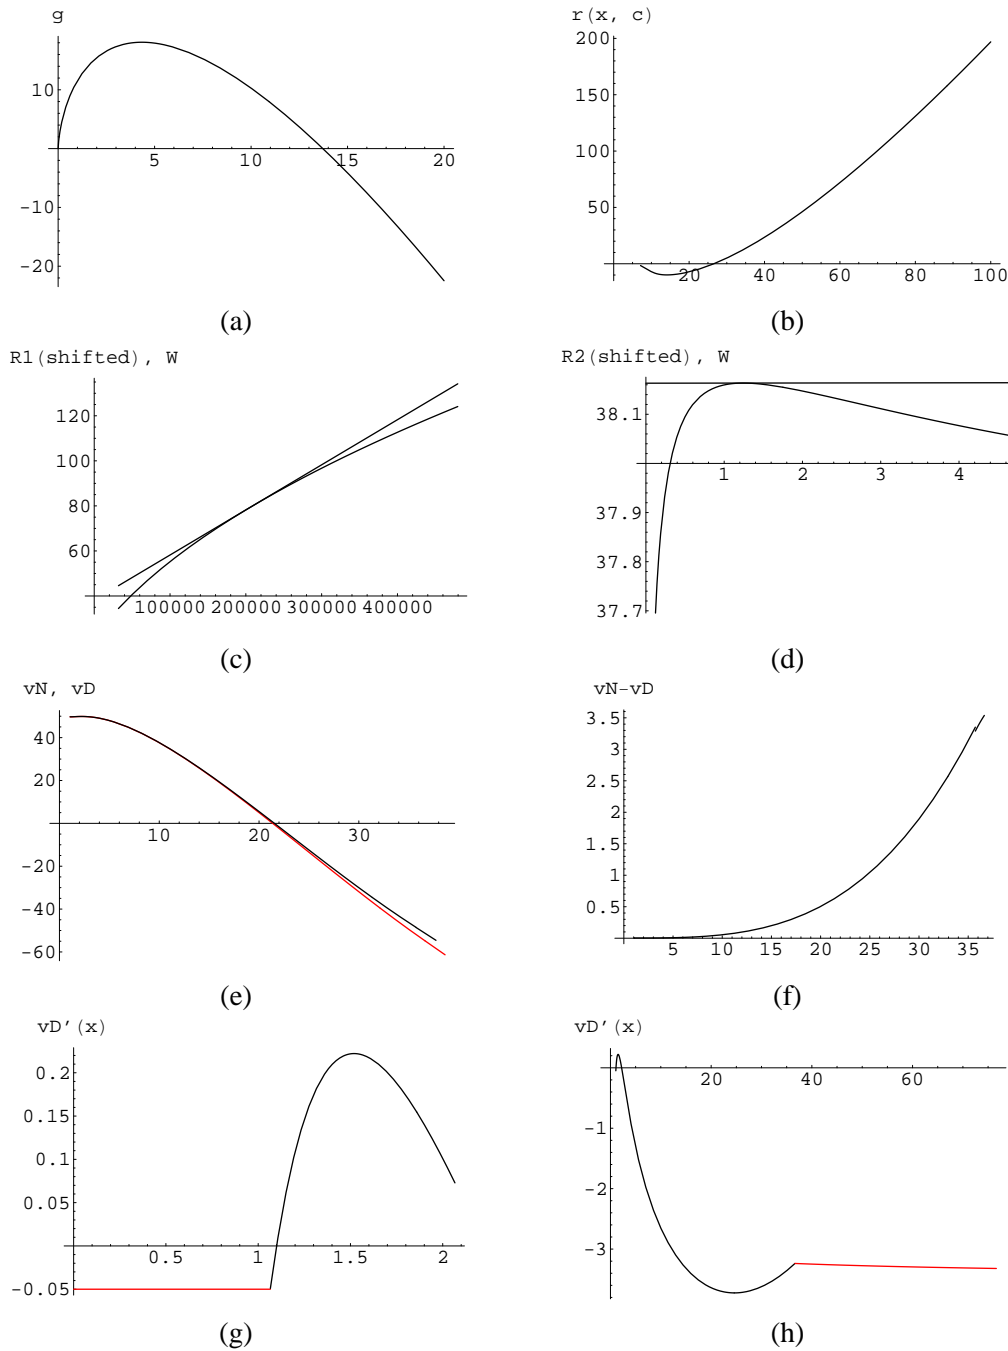 g
10
5 10 15 20
-10
-20
(a)
r(x, c)
200
150
100
50
20 40 60 80 100
(b)
R1(shifted), W
120
100
80
60
100000 200000 300000 400000
(c)
R2(shifted), W
38.1
1 2 3 4
37.9
37.8
37.7
(d)
vN, vD
40
20
10 20 30
-20
-40
-60
(e)
vN-vD
3.5
3
2.5
2
1.5
1
0.5
5 10 15 20 25 30 35
(f)
vD'(x)
0.2
0.15
0.1
0.05
0.5 1 1.5 2
-0.05
(g)
vD'(x)
20 40 60
-1
-2
-3
(h)